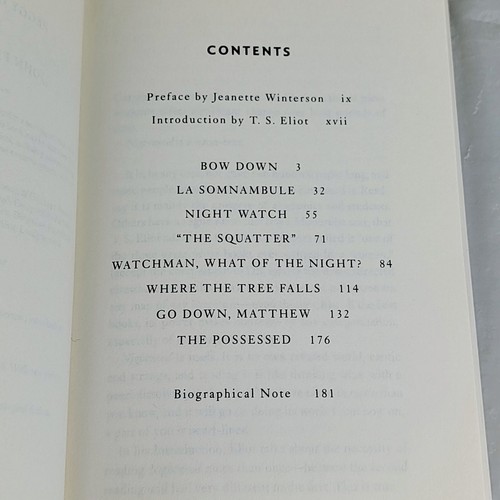 CONTENTS
Preface by Jeanette Winterson ix
Introduction by T. S. Eliot xvii
BOW DOWN 3
LA SOMNAMBULE 32
NIGHT WATCH 55
“THE SQUATTER” 71
WATCHMAN, WHAT OF THE NIGHT? 84
WHERE THE TREE FALLS 114
GO DOWN, MATTHEW 132
THE POSSESSED 176
Biographical Note 181